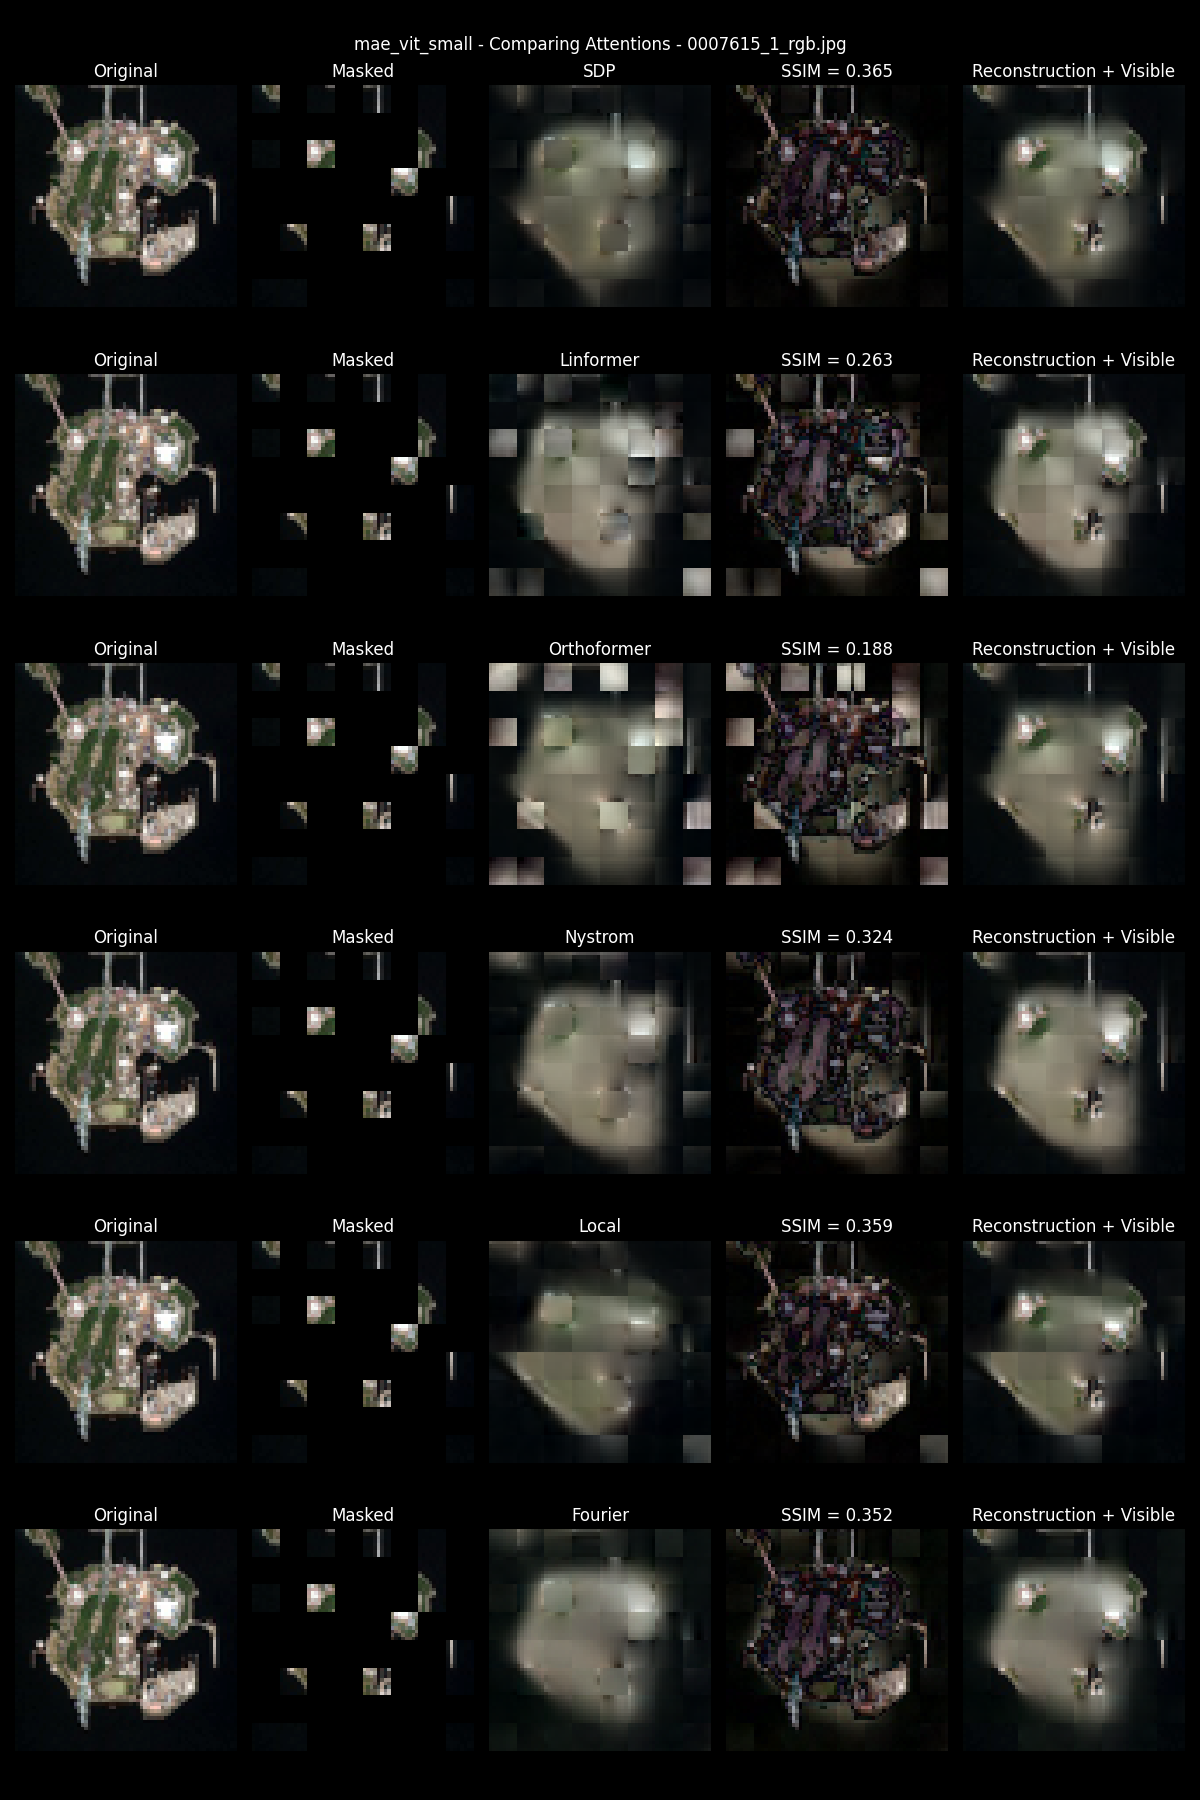 mae_vit_small - Comparing Attentions - 0007615_1_rgb.jpg
Original Masked SDP SSIM = 0.365 Reconstruction + Visible
Original Masked Linformer SSIM = 0.263 Reconstruction + Visible
Original Masked Orthoformer SSIM = 0.188 Reconstruction + Visible
Original Masked Nystrom SSIM = 0.324 Reconstruction + Visible
Original Masked Local SSIM = 0.359 Reconstruction + Visible
Original Masked Fourier SSIM = 0.352 Reconstruction + Visible